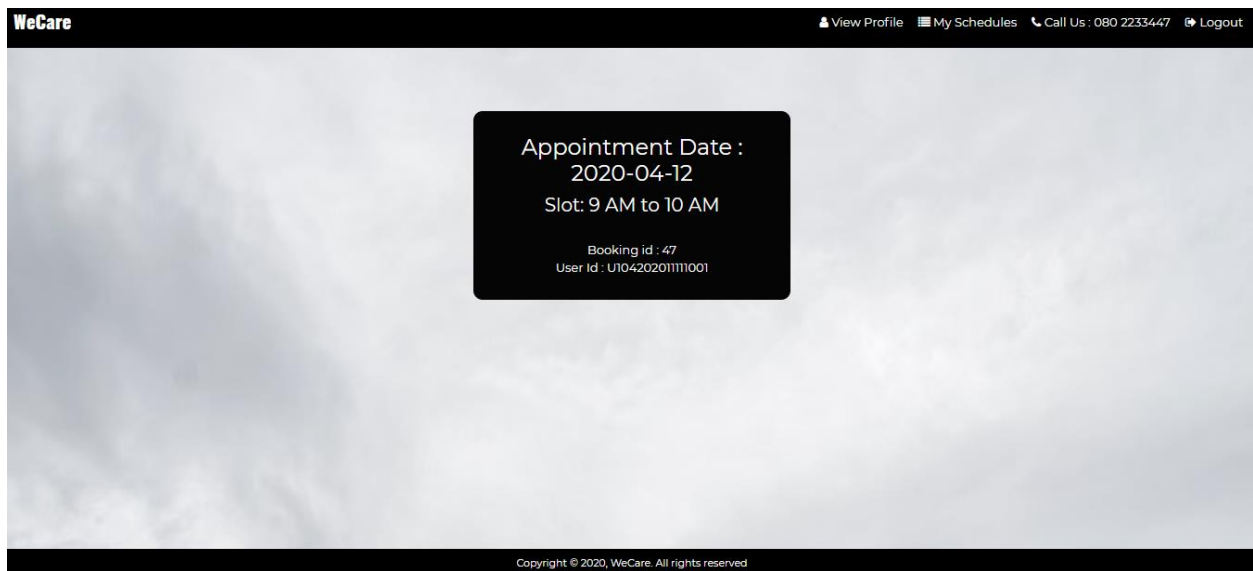 WeCare
View Profile My Schedules Call Us : 080 2233447 Logout
Appointment Date :
2020-04-12
Slot: 9 AM to 10 AM
Booking id : 47
User Id : U104202011111001
Copyright © 2020, WeCare. All rights reserved